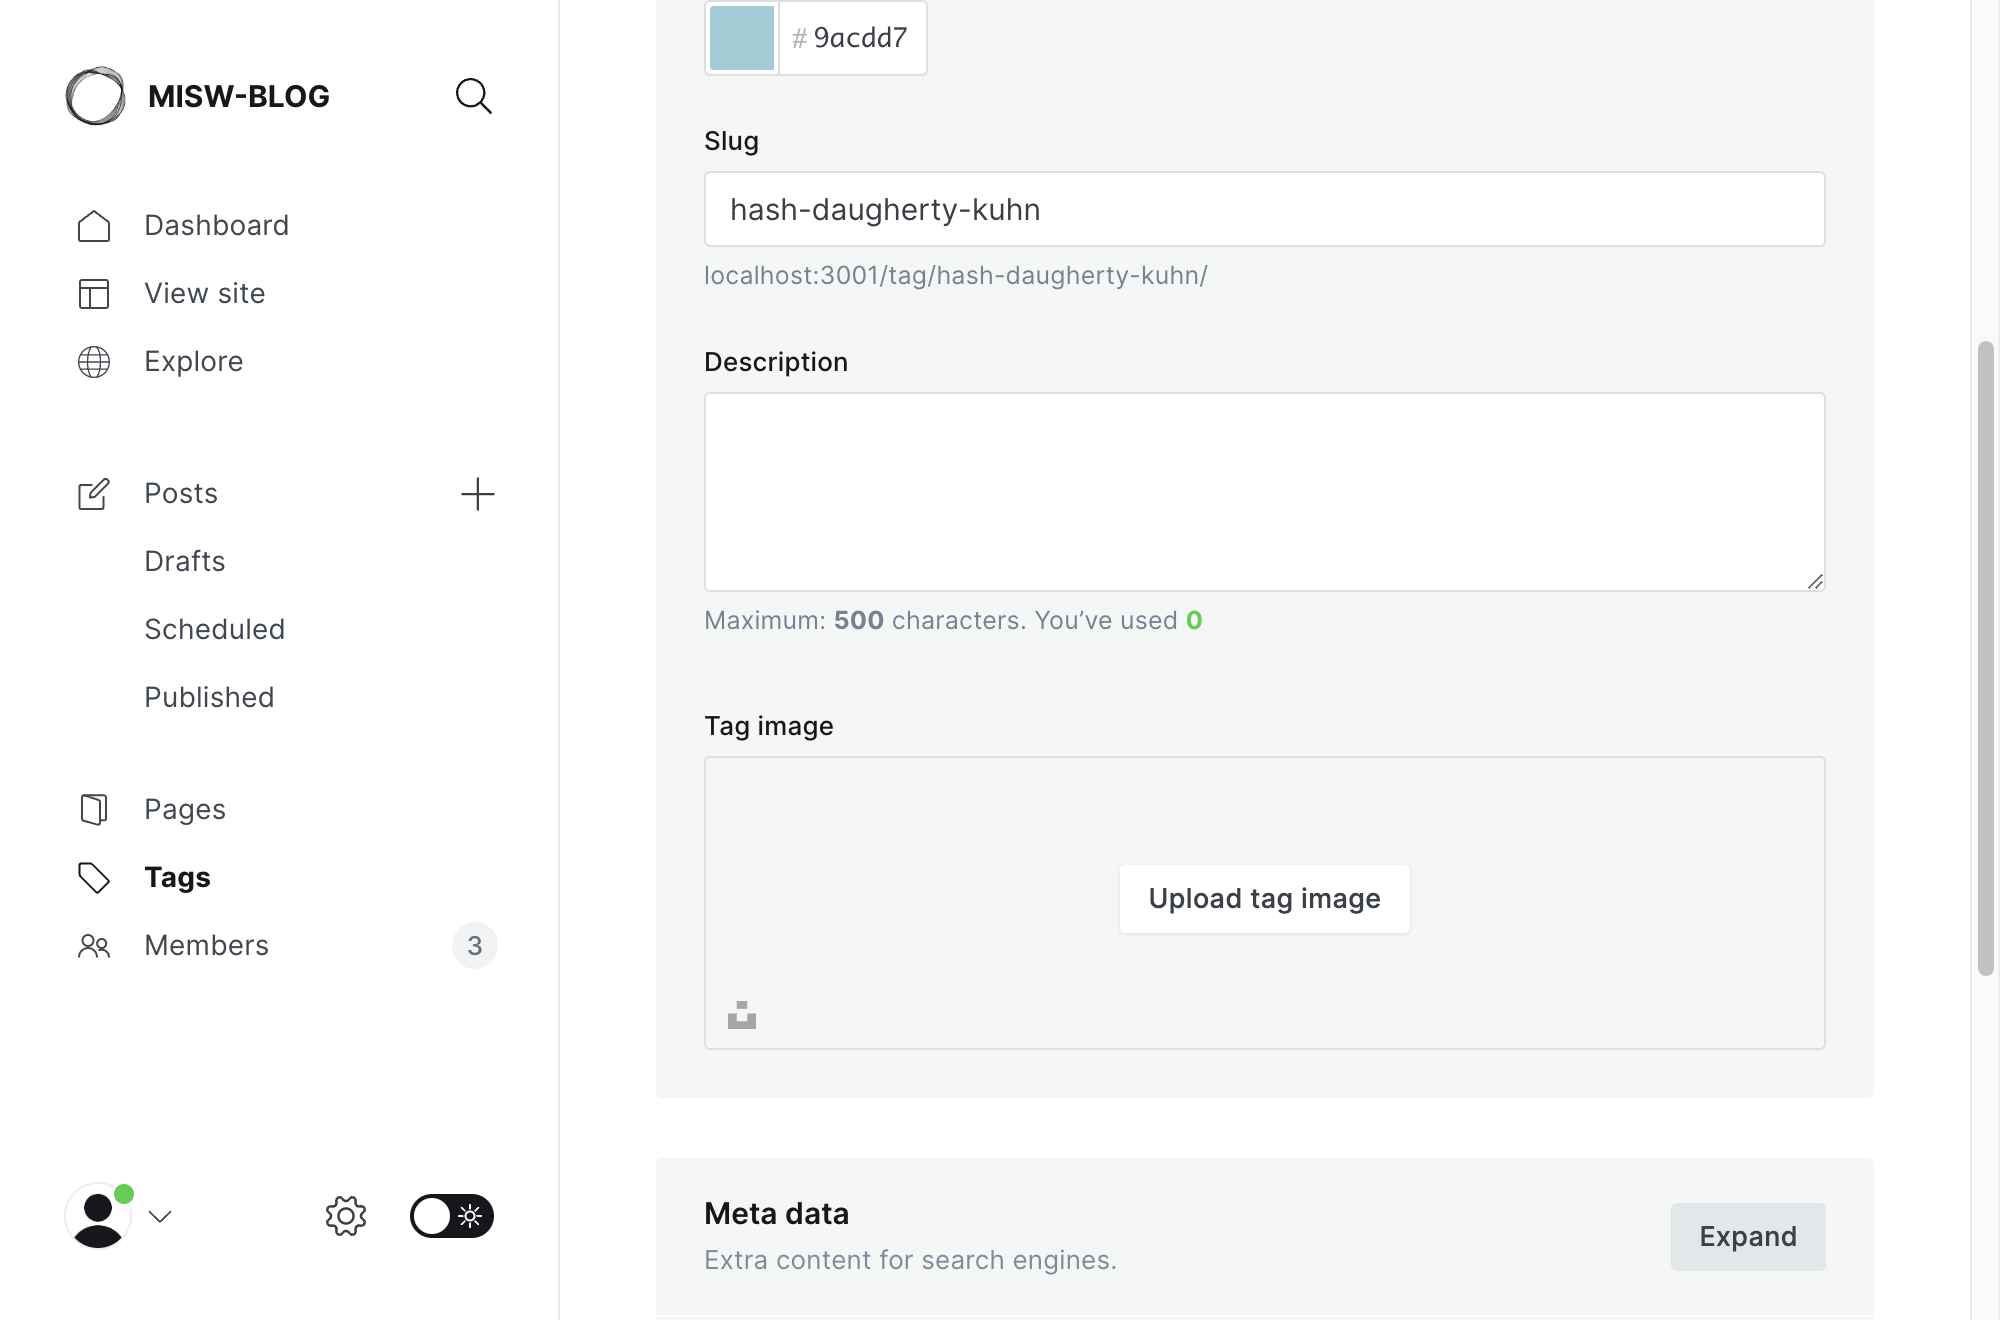 MISW-BLOG
Dashboard
View site
Explore
Posts
Drafts
Scheduled
Published
Pages
Tags
Members
3
# 9acdd7
Slug
hash-daugherty-kuhn
localhost:3001/tag/hash-daugherty-kuhn/
Description
Maximum: 500 characters. You’ve used 0
Tag image
Upload tag image
Meta data
Extra content for search engines.
Expand